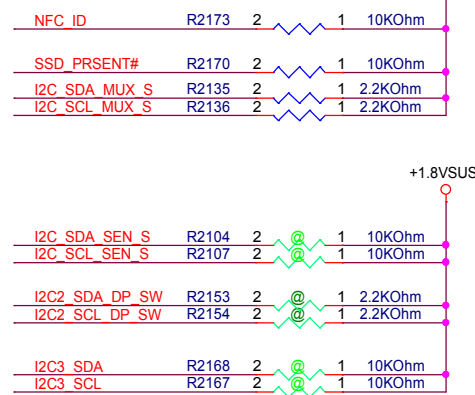 NFC_ID R2173 2 1 10KOhm
SSD_PRSENT# R2170 2 1 10KOhm
I2C_SDA_MUX_S R2135 2 1 2.2KOhm
I2C_SCL_MUX_S R2136 2 1 2.2KOhm
+1.8VSUS
I2C_SDA_SEN_S R2104 2 @ 1 10KOhm
I2C_SCL_SEN_S R2107 2 @ 1 10KOhm
I2C2_SDA_DP_SW R2153 2 @ 1 2.2KOhm
I2C2_SCL_DP_SW R2154 2 @ 1 2.2KOhm
I2C3_SDA R2168 2 @ 1 10KOhm
I2C3_SCL R2167 2 @ 1 10KOhm